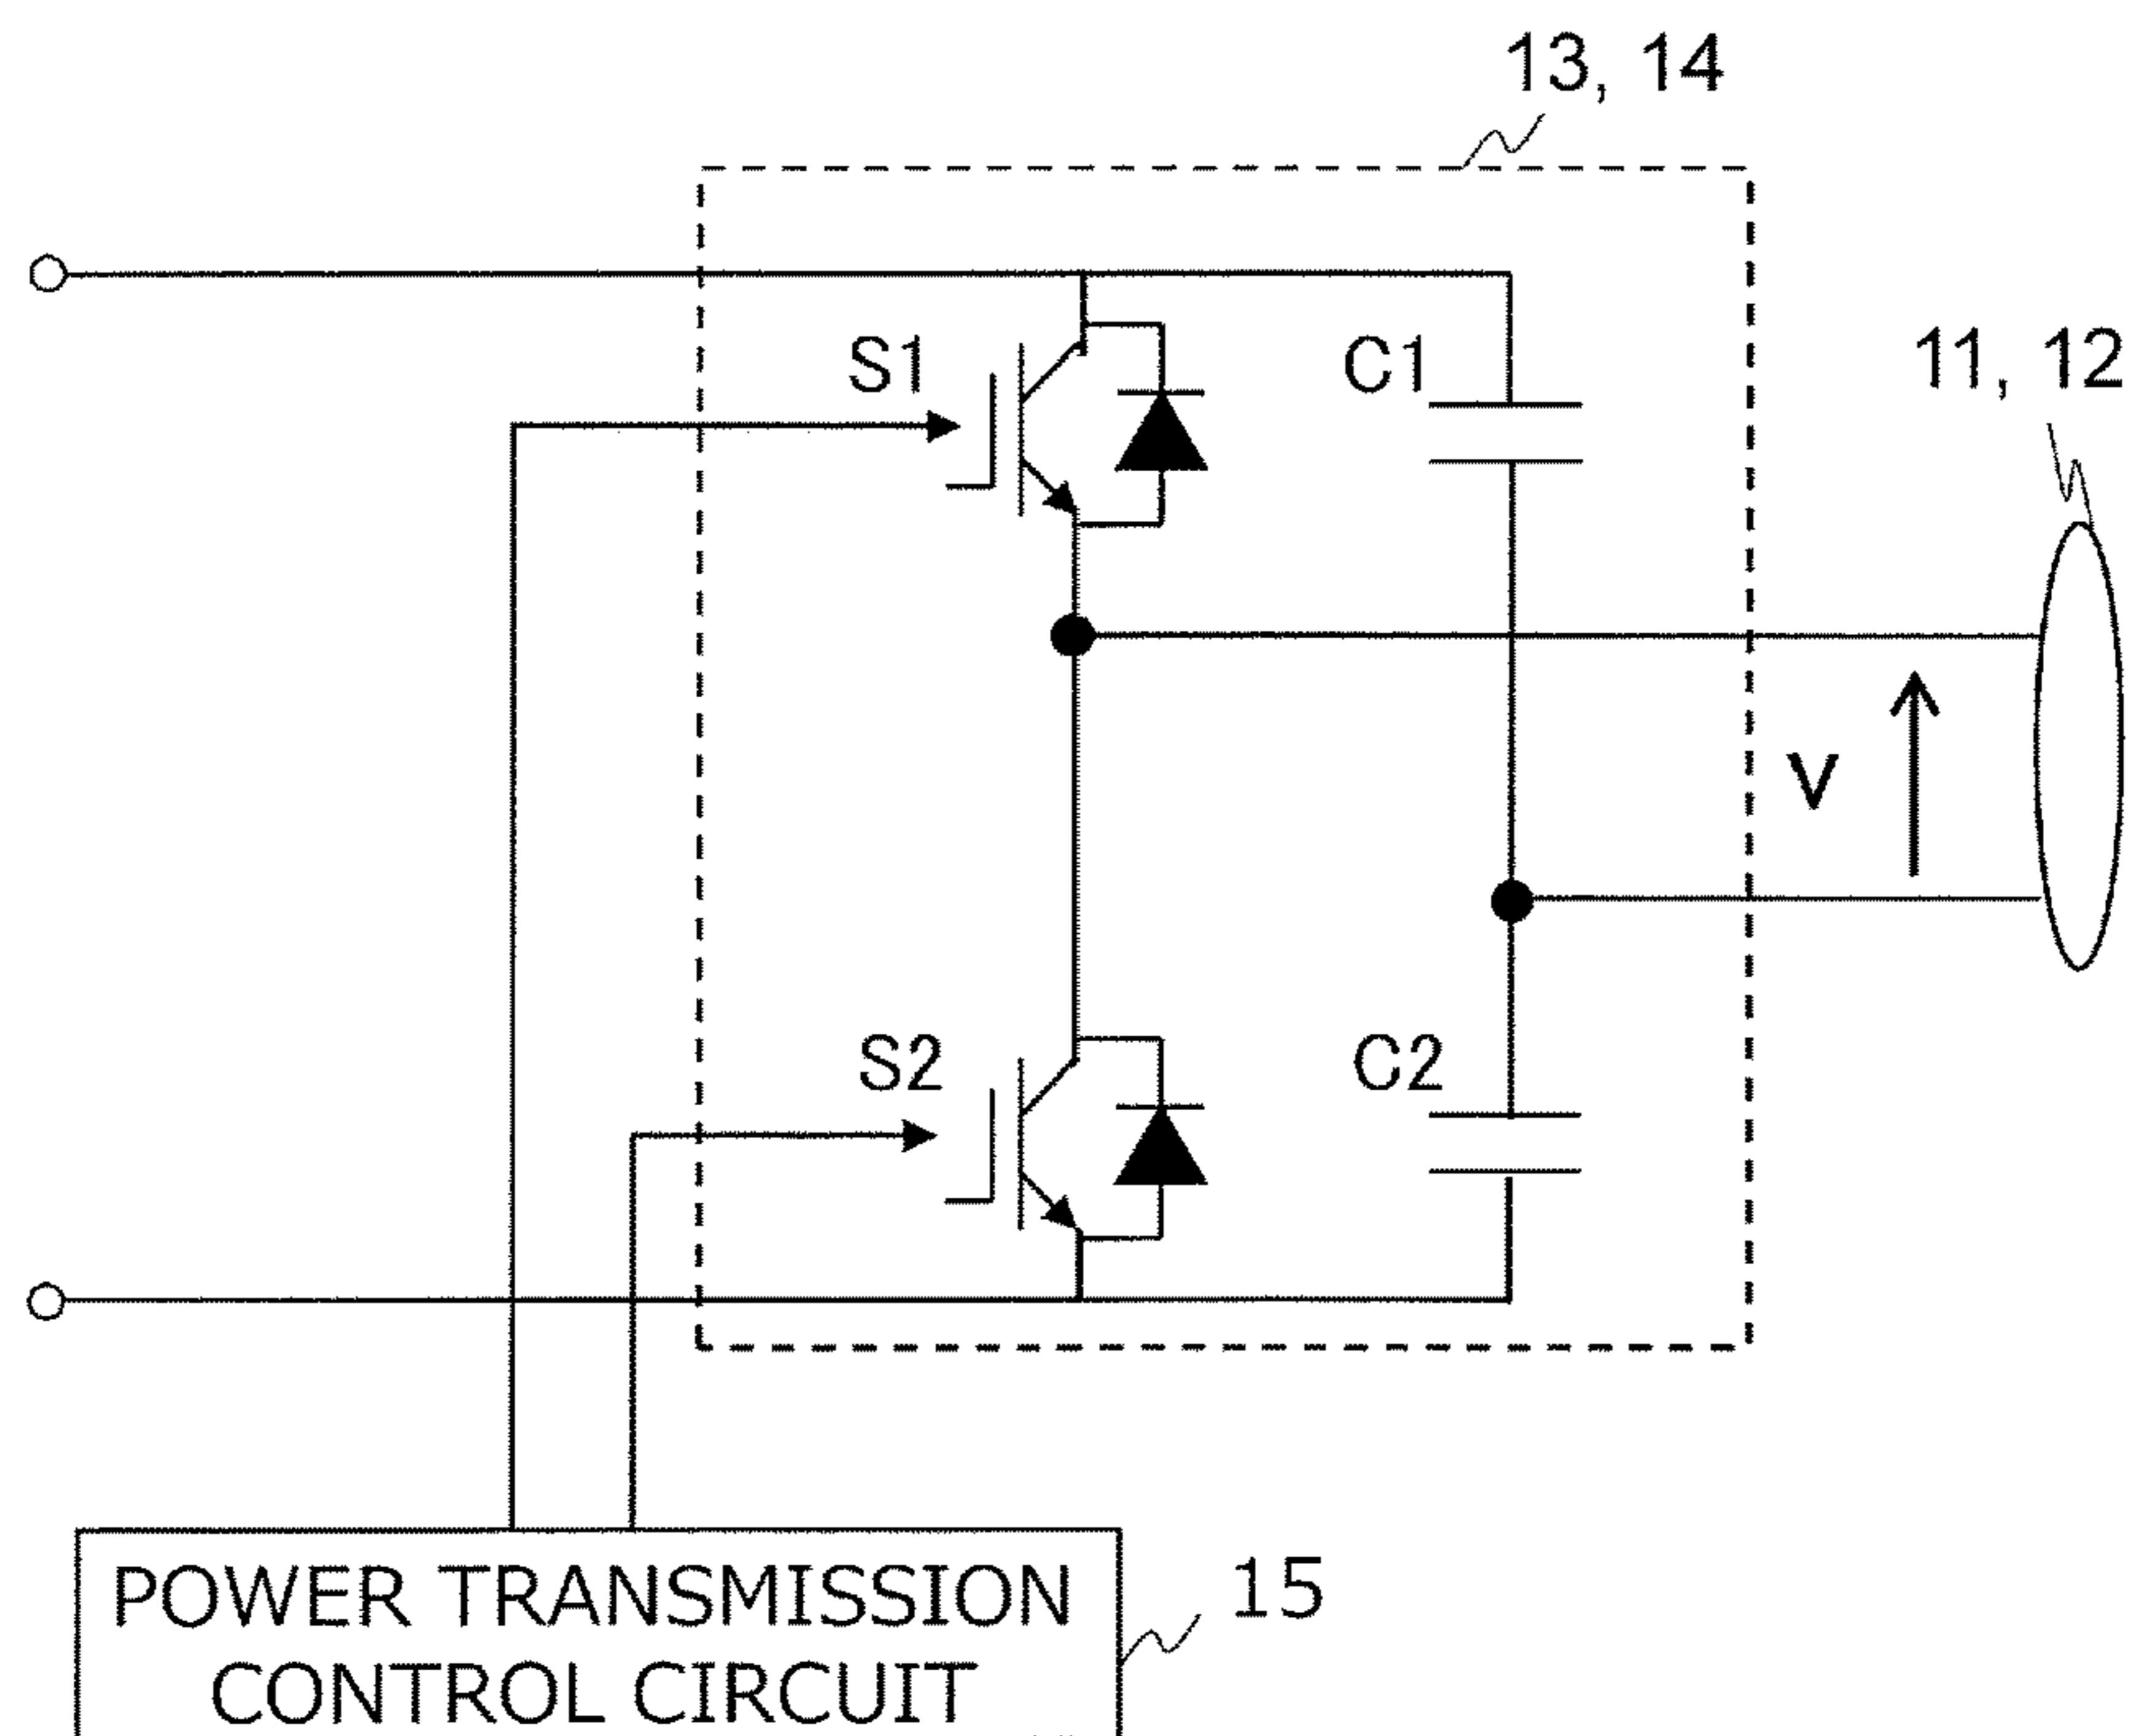 13, 14
S1
C1
11, 12
V
S2
C2
POWER TRANSMISSION
CONTROL CIRCUIT
15